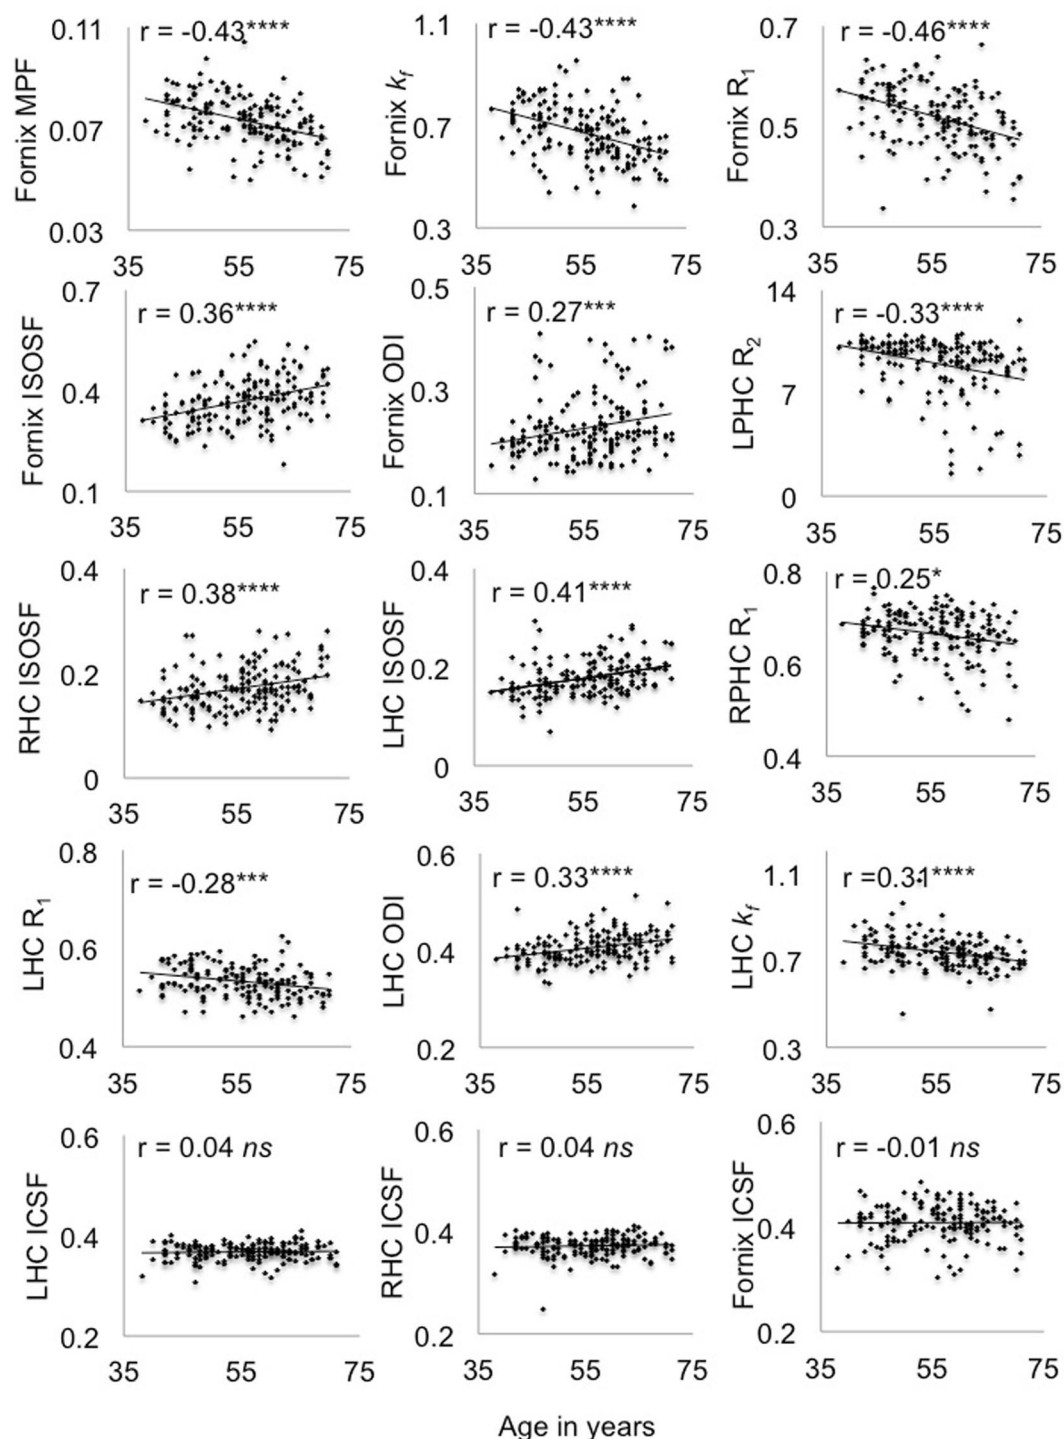 0.11
r = -0.43****
Fornix MPF
0.07
0.03
35 55 75
1.1
r = -0.43****
Fornix kf
0.7
0.3
35 55 75
0.7
r = -0.46****
Fornix R1
0.5
0.3
35 55 75
0.7
r = 0.36****
Fornix ISOSF
0.4
0.1
35 55 75
0.5
r = 0.27***
Fornix ODI
0.3
0.1
35 55 75
14
r = -0.33****
LPHC R2
7
0
35 55 75
0.4
r = 0.38****
RHC ISOSF
0.2
0
35 55 75
0.4
r = 0.41****
LHC ISOSF
0.2
0
35 55 75
0.8
r = 0.25*
RPHC R1
0.6
0.4
35 55 75
0.8
r = -0.28***
LHC R1
0.6
0.4
35 55 75
0.6
r = 0.33****
LHC ODI
0.4
0.2
35 55 75
1.1
r =0.31****
LHC kf
0.7
0.3
35 55 75
0.6
r = 0.04 ns
LHC ICSF
0.4
0.2
35 55 75
0.6
r = 0.04 ns
RHC ICSF
0.4
0.2
35 55 75
0.6
r = -0.01 ns
Fornix ICSF
0.4
0.2
35 55 75
Age in years